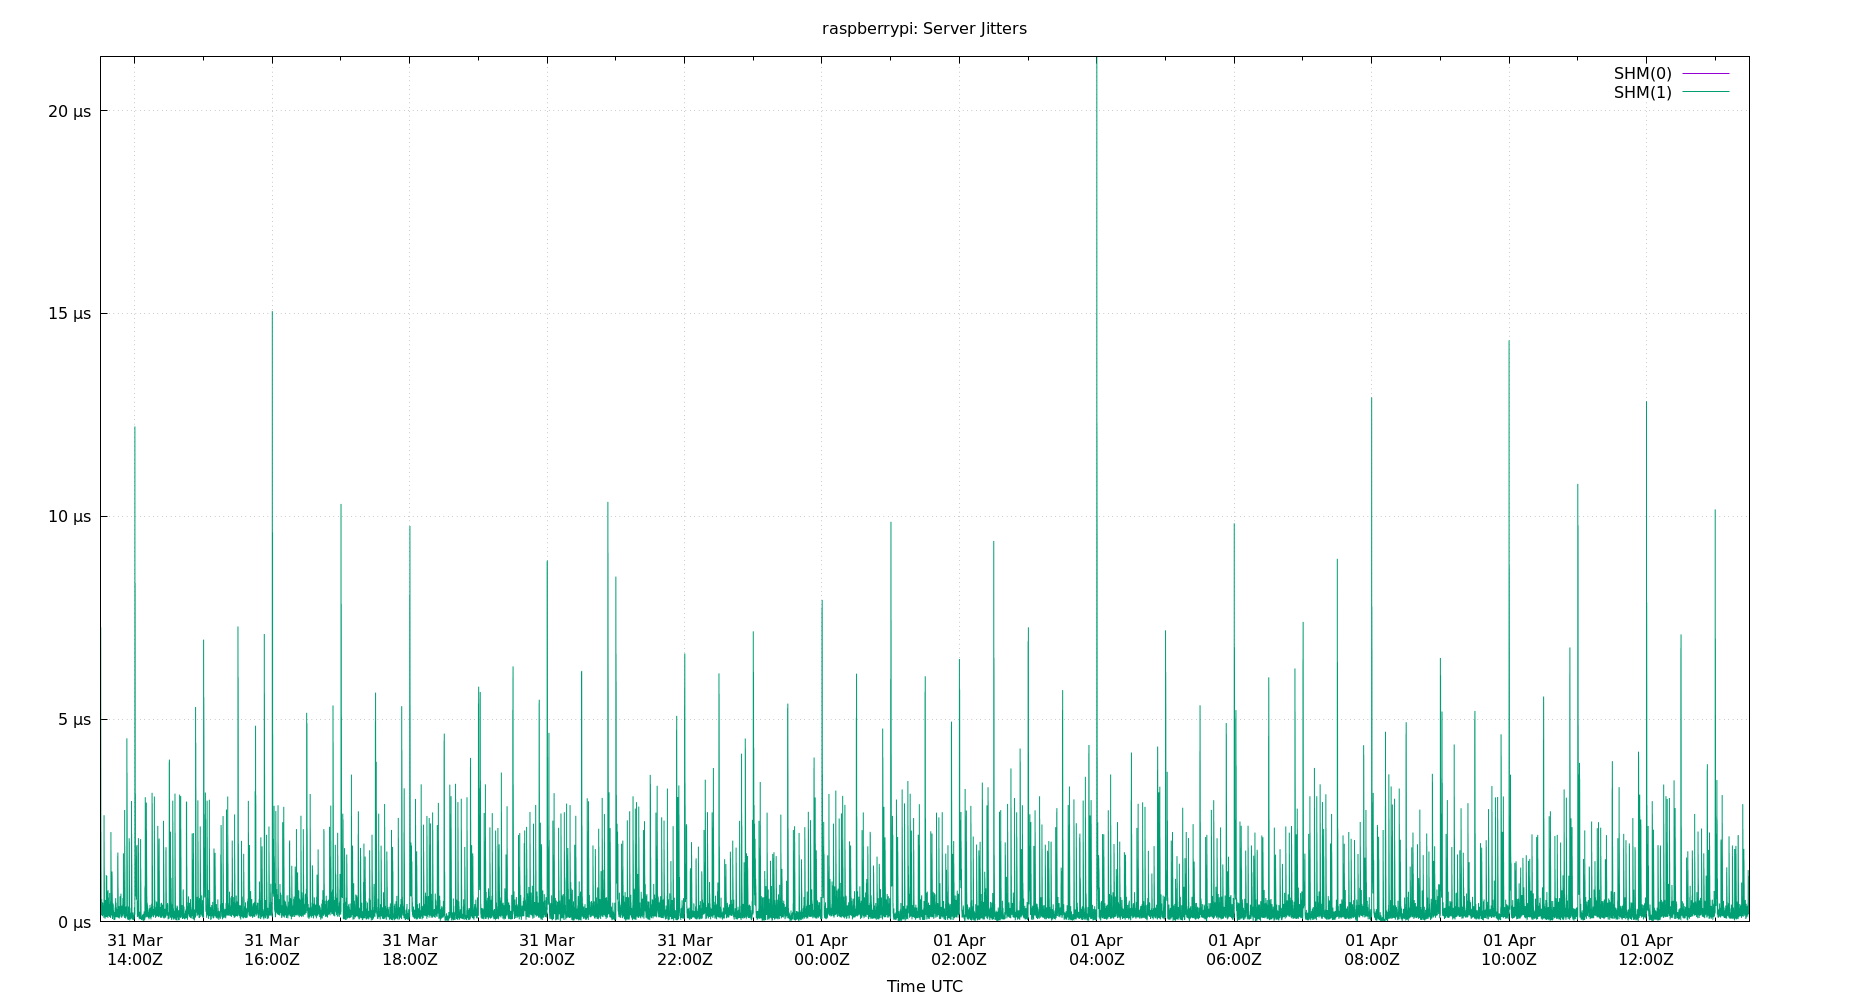 raspberrypi: Server Jitters
SHM(0)
SHM(1)
20 µs
15 µs
10 µs
5 µs
0 µs
31 Mar 31 Mar 31 Mar 31 Mar 31 Mar 01 Apr 01 Apr 01 Apr 01 Apr 01 Apr 01 Apr 01 Apr
14:00Z 16:00Z 18:00Z 20:00Z 22:00Z 00:00Z 02:00Z 04:00Z 06:00Z 08:00Z 10:00Z 12:00Z
Time UTC